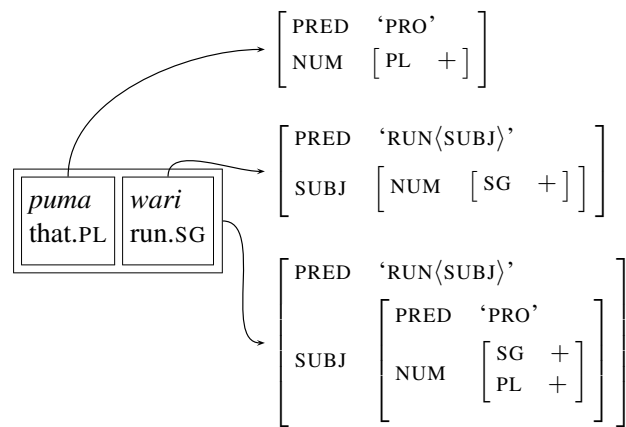 PRED ‘PRO’
NUM [PL +]
PRED ‘RUN⟨SUBJ⟩’
SUBJ [NUM [SG +]]
puma wari
that.PL run.SG
PRED ‘RUN⟨SUBJ⟩’
PRED ‘PRO’
SG +
SUBJ NUM
PL +